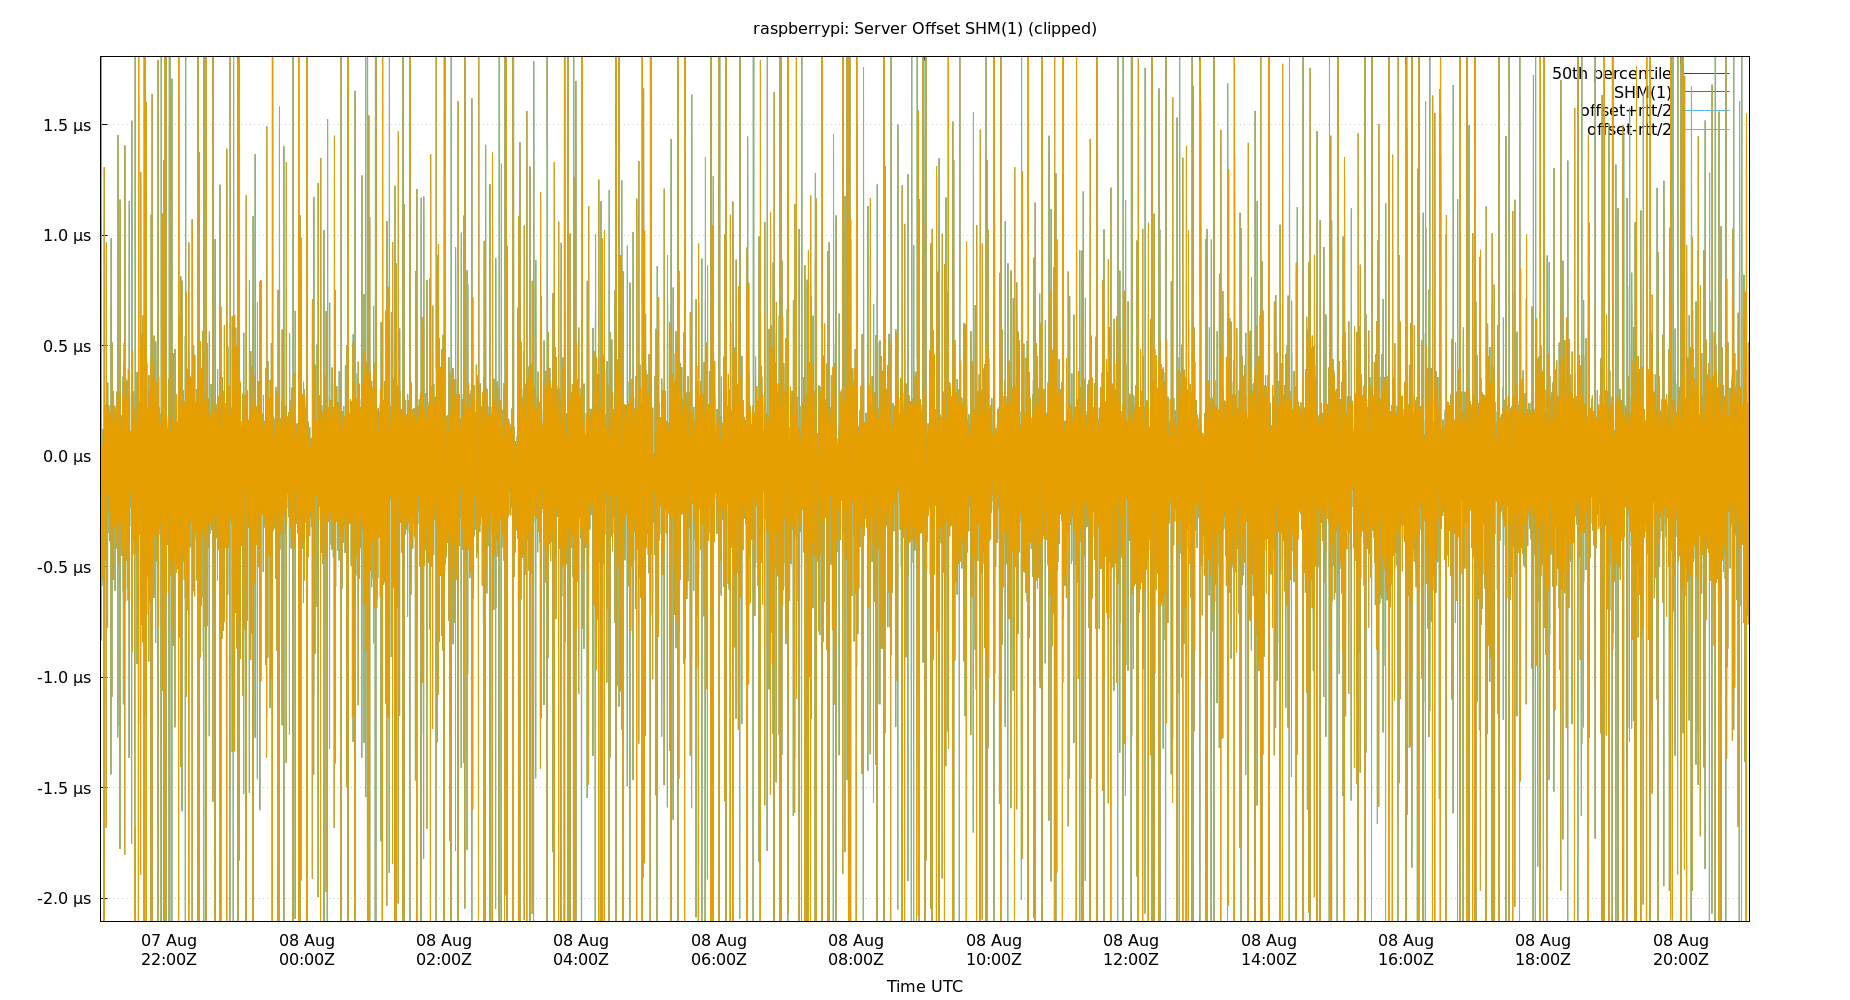 raspberrypi: Server Offset SHM(1) (clipped)
50th percentile
SHM(1)
offset+rtt/2
offset-rtt/2
1.5 µs
1.0 µs
0.5 µs
0.0 µs
-0.5 µs
-1.0 µs
-1.5 µs
-2.0 µs
07 Aug 08 Aug 08 Aug 08 Aug 08 Aug 08 Aug 08 Aug 08 Aug 08 Aug 08 Aug 08 Aug 08 Aug
22:00Z 00:00Z 02:00Z 04:00Z 06:00Z 08:00Z 10:00Z 12:00Z 14:00Z 16:00Z 18:00Z 20:00Z
Time UTC